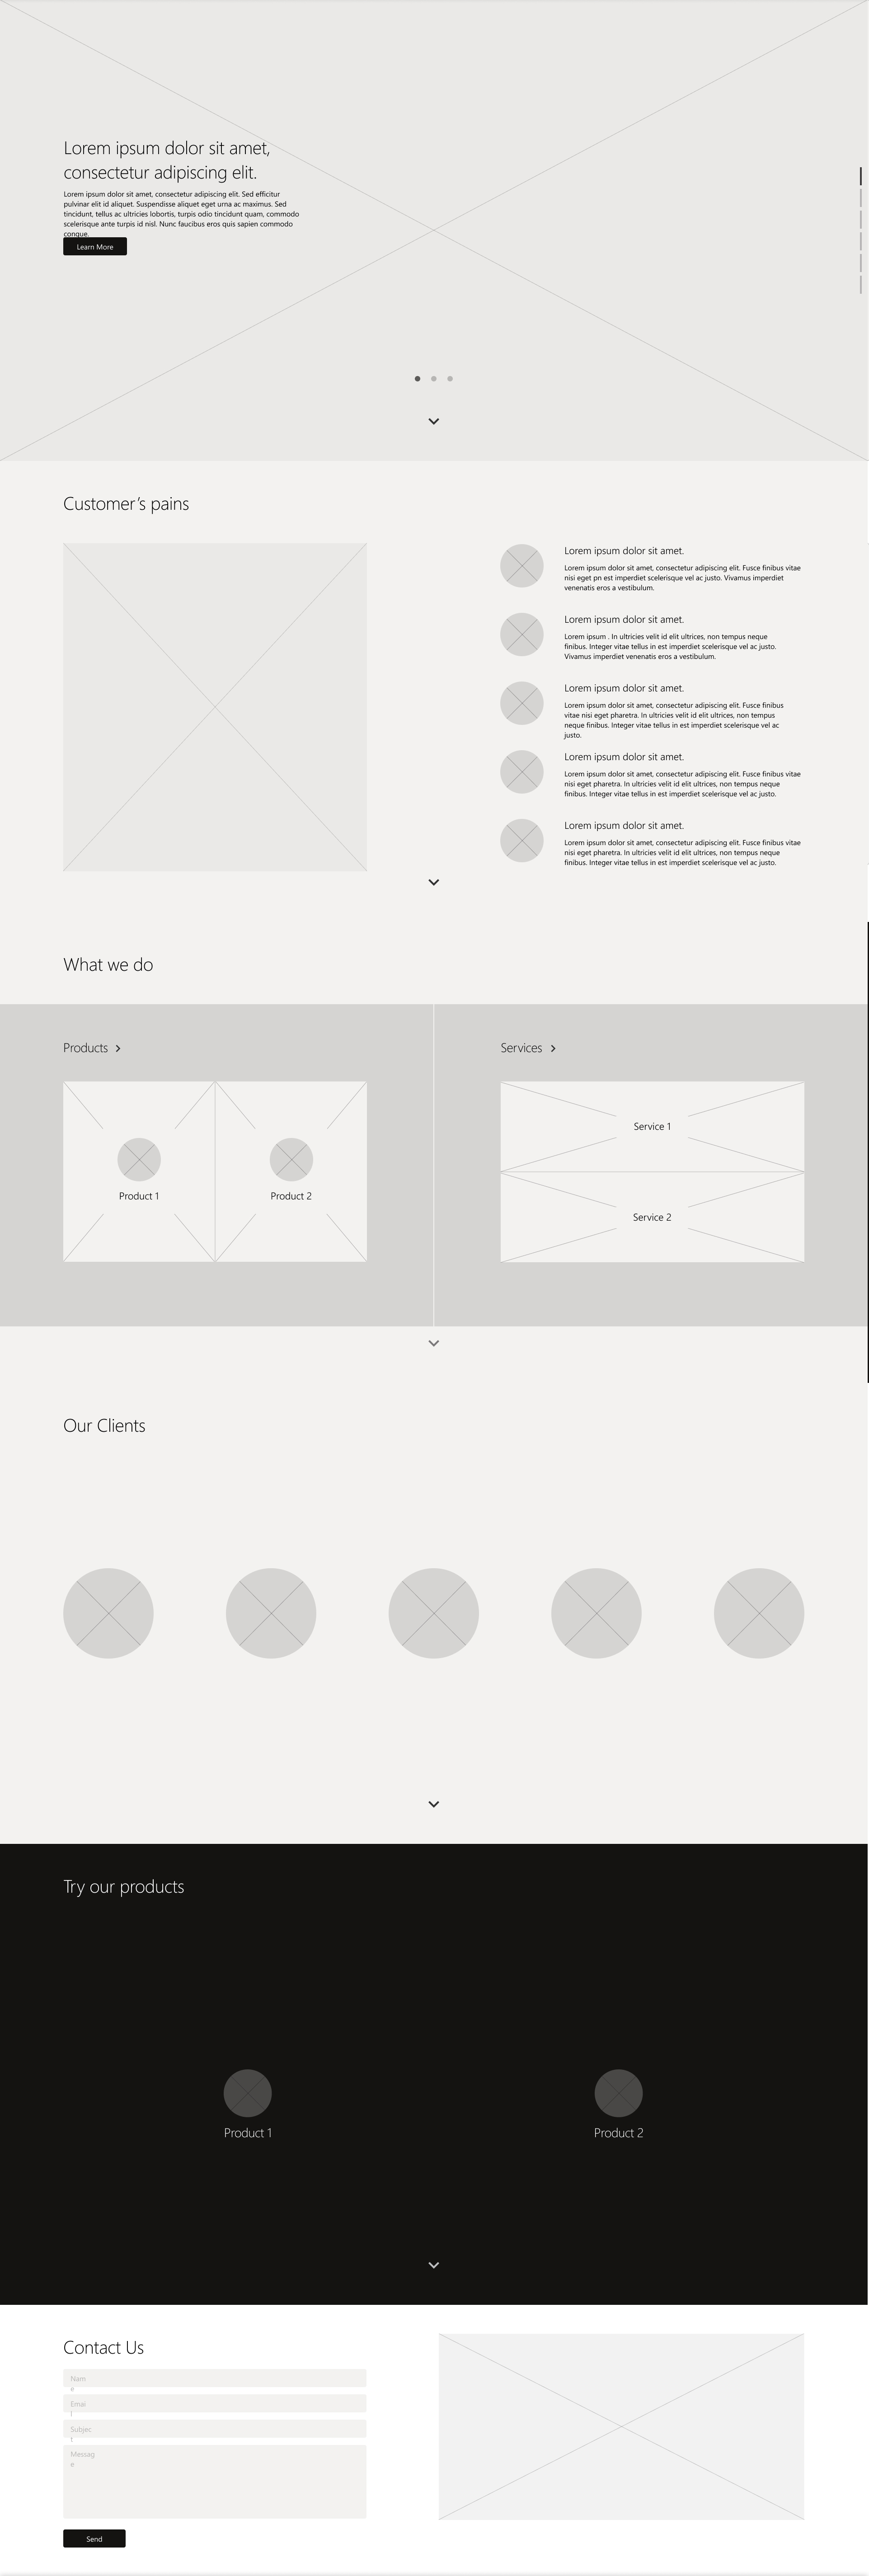 Lorem ipsum dolor sit amet,
consectetur adipiscing elit.
Lorem ipsum dolor sit amet, consectetur adipiscing elit. Sed efficitur
pulvinar elit id aliquet. Suspendisse aliquet eget urna ac maximus. Sed
tincidunt, tellus ac ultricies lobortis, turpis odio tincidunt quam, commodo
scelerisque ante turpis id nisl. Nunc faucibus eros quis sapien commodo
congue.
Learn More
Customer's pains
Lorem ipsum dolor sit amet.
Lorem ipsum dolor sit amet, consectetur adipiscing elit. Fusce finibus vitae
nisi eget pn est imperdiet scelerisque vel ac justo. Vivamus imperdiet
venenatis eros a vestibulum.
Lorem ipsum dolor sit amet.
Lorem ipsum . In ultricies velit id elit ultrices, non tempus neque
finibus. Integer vitae tellus in est imperdiet scelerisque vel ac justo.
Vivamus imperdiet venenatis eros a vestibulum.
Lorem ipsum dolor sit amet.
Lorem ipsum dolor sit amet, consectetur adipiscing elit. Fusce finibus
vitae nisi eget pharetra. In ultricies velit id elit ultrices, non tempus
neque finibus. Integer vitae tellus in est imperdiet scelerisque vel ac
justo.
Lorem ipsum dolor sit amet.
Lorem ipsum dolor sit amet, consectetur adipiscing elit. Fusce finibus vitae
nisi eget pharetra. In ultricies velit id elit ultrices, non tempus neque
finibus. Integer vitae tellus in est imperdiet scelerisque vel ac justo.
Lorem ipsum dolor sit amet.
Lorem ipsum dolor sit amet, consectetur adipiscing elit. Fusce finibus vitae
nisi eget pharetra. In ultricies velit id elit ultrices, non tempus neque
finibus. Integer vitae tellus in est imperdiet scelerisque vel ac justo.
What we do
Products
Product 1
Product 2
Services
Service 1
Service 2
Our Clients
Try our products
Product 1
Product 2
Contact Us
Nam
e
Emai
l
Subjec
t
Messag
e
Send